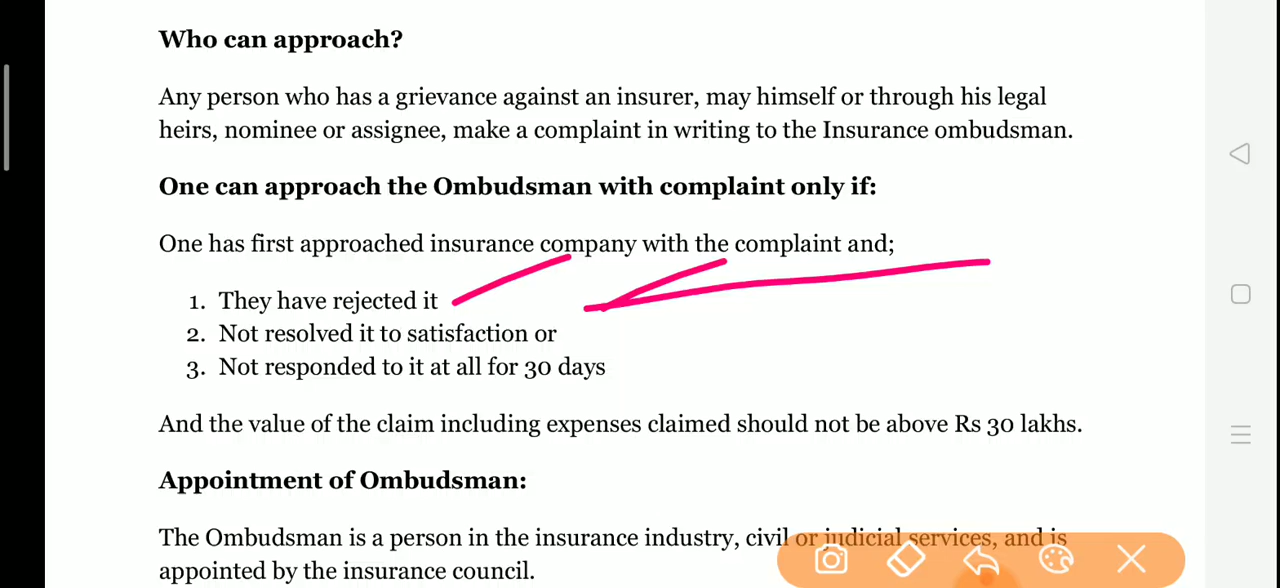 Who can approach?
Any person who has a grievance against an insurer, may himself or through his legal
heirs, nominee or assignee, make a complaint in writing to the Insurance ombudsman.
One can approach the Ombudsman with complaint only if:
One has first approached insurance company with the complaint and;
1. They have rejected it
2. Not resolved it to satisfaction or
3. Not responded to it at all for 30 days
And the value of the claim including expenses claimed should not be above Rs 30 lakhs.
Appointment of Ombudsman:
The Ombudsman is a person in the insurance industry, civil or judicial services, and is
appointed by the insurance council.